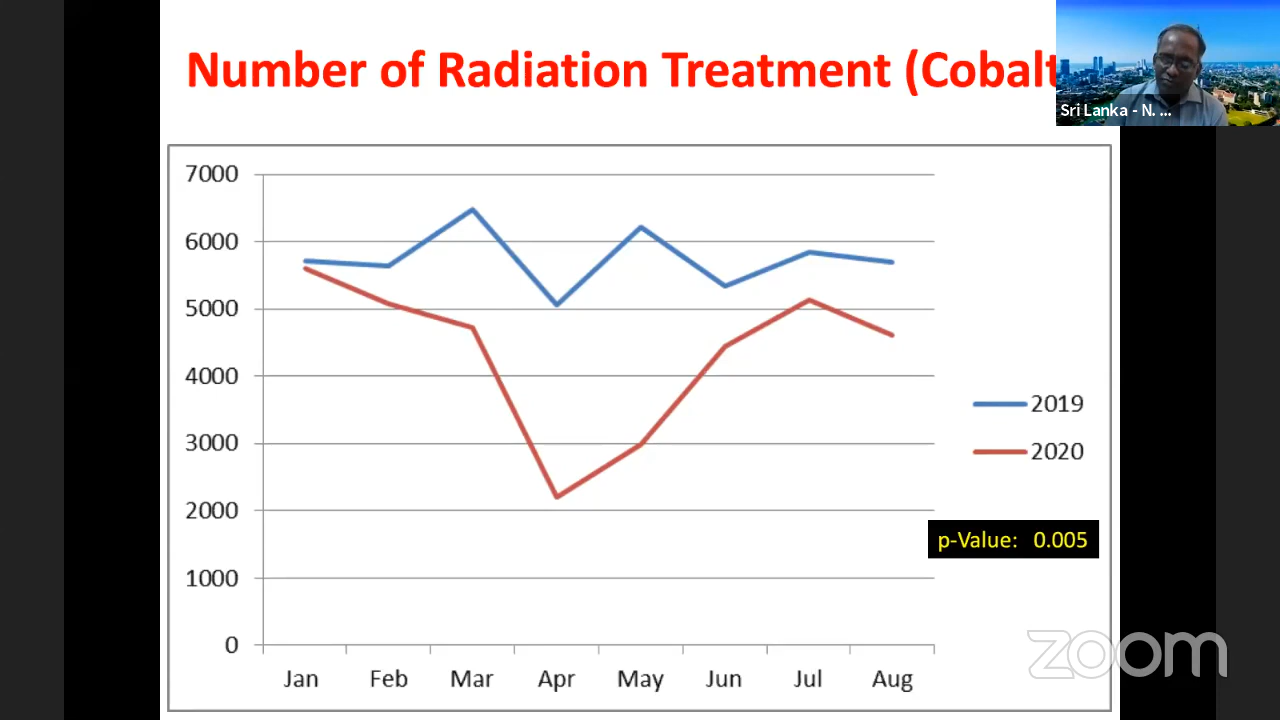 Number of Radiation Treatment (Cobalt
Sri Lanka - N. ...
7000
6000
5000
4000
3000
2000
1000
0
Jan Feb Mar Apr May Jun Jul Aug
2019
2020
p-Value: 0.005
zoom